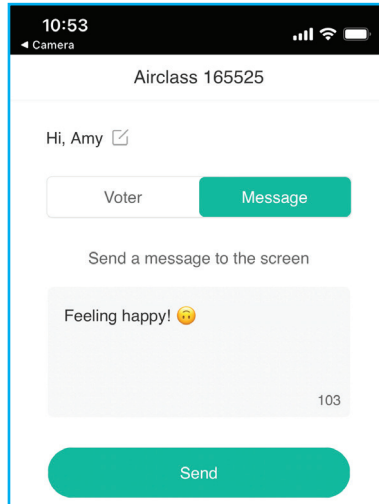 10:53
◀ Camera
Airclass 165525
Hi, Amy
Voter
Message
Send a message to the screen
Feeling happy! 🙃
103
Send